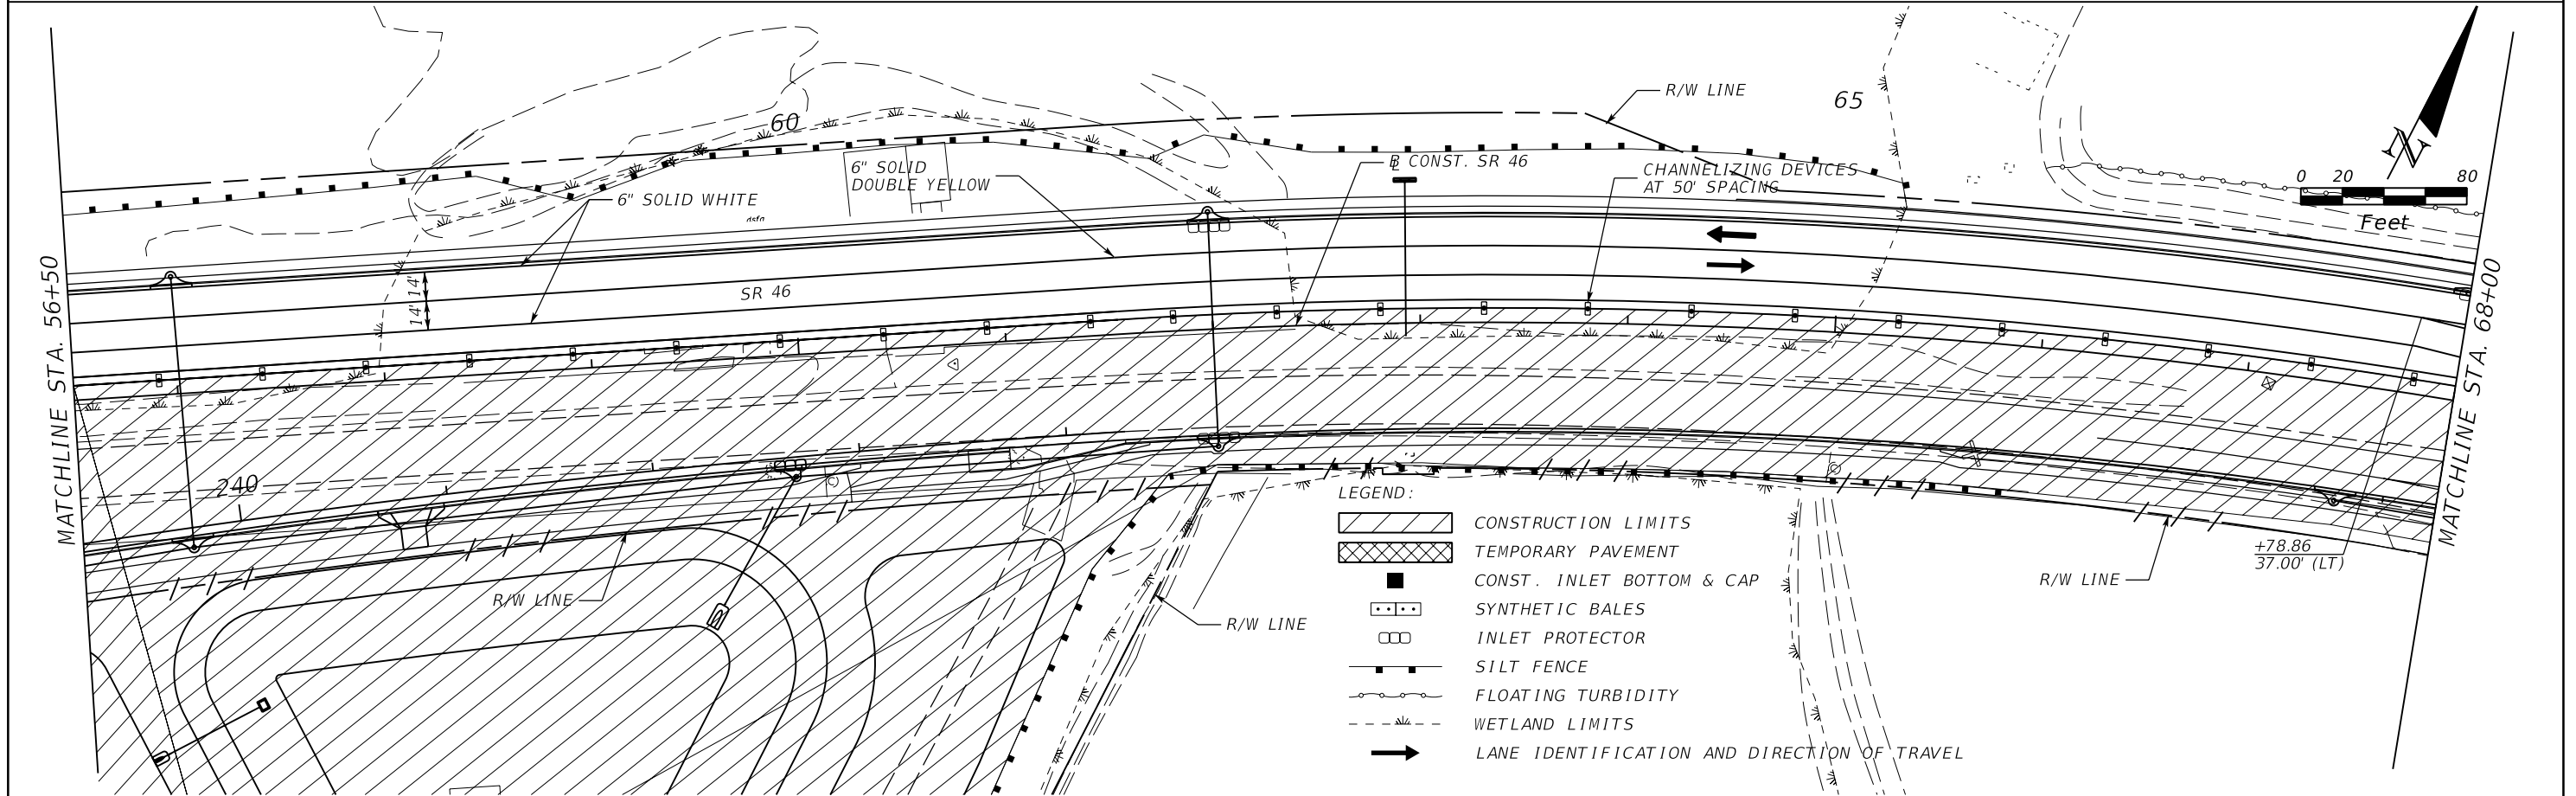 R/W LINE
65
60
0 20 80
Feet
N
6" SOLID
DOUBLE YELLOW
6" SOLID WHITE
dsfg
B CONST. SR 46
L
CHANNELIZING DEVICES
AT 50' SPACING
MATCHLINE STA. 56+50
14'
14'
SR 46
MATCHLINE STA. 68+00
240
R/W LINE
R/W LINE
R/W LINE
+78.86
37.00' (LT)
LEGEND:
CONSTRUCTION LIMITS
TEMPORARY PAVEMENT
CONST. INLET BOTTOM & CAP
SYNTHETIC BALES
INLET PROTECTOR
SILT FENCE
FLOATING TURBIDITY
WETLAND LIMITS
LANE IDENTIFICATION AND DIRECTION OF TRAVEL